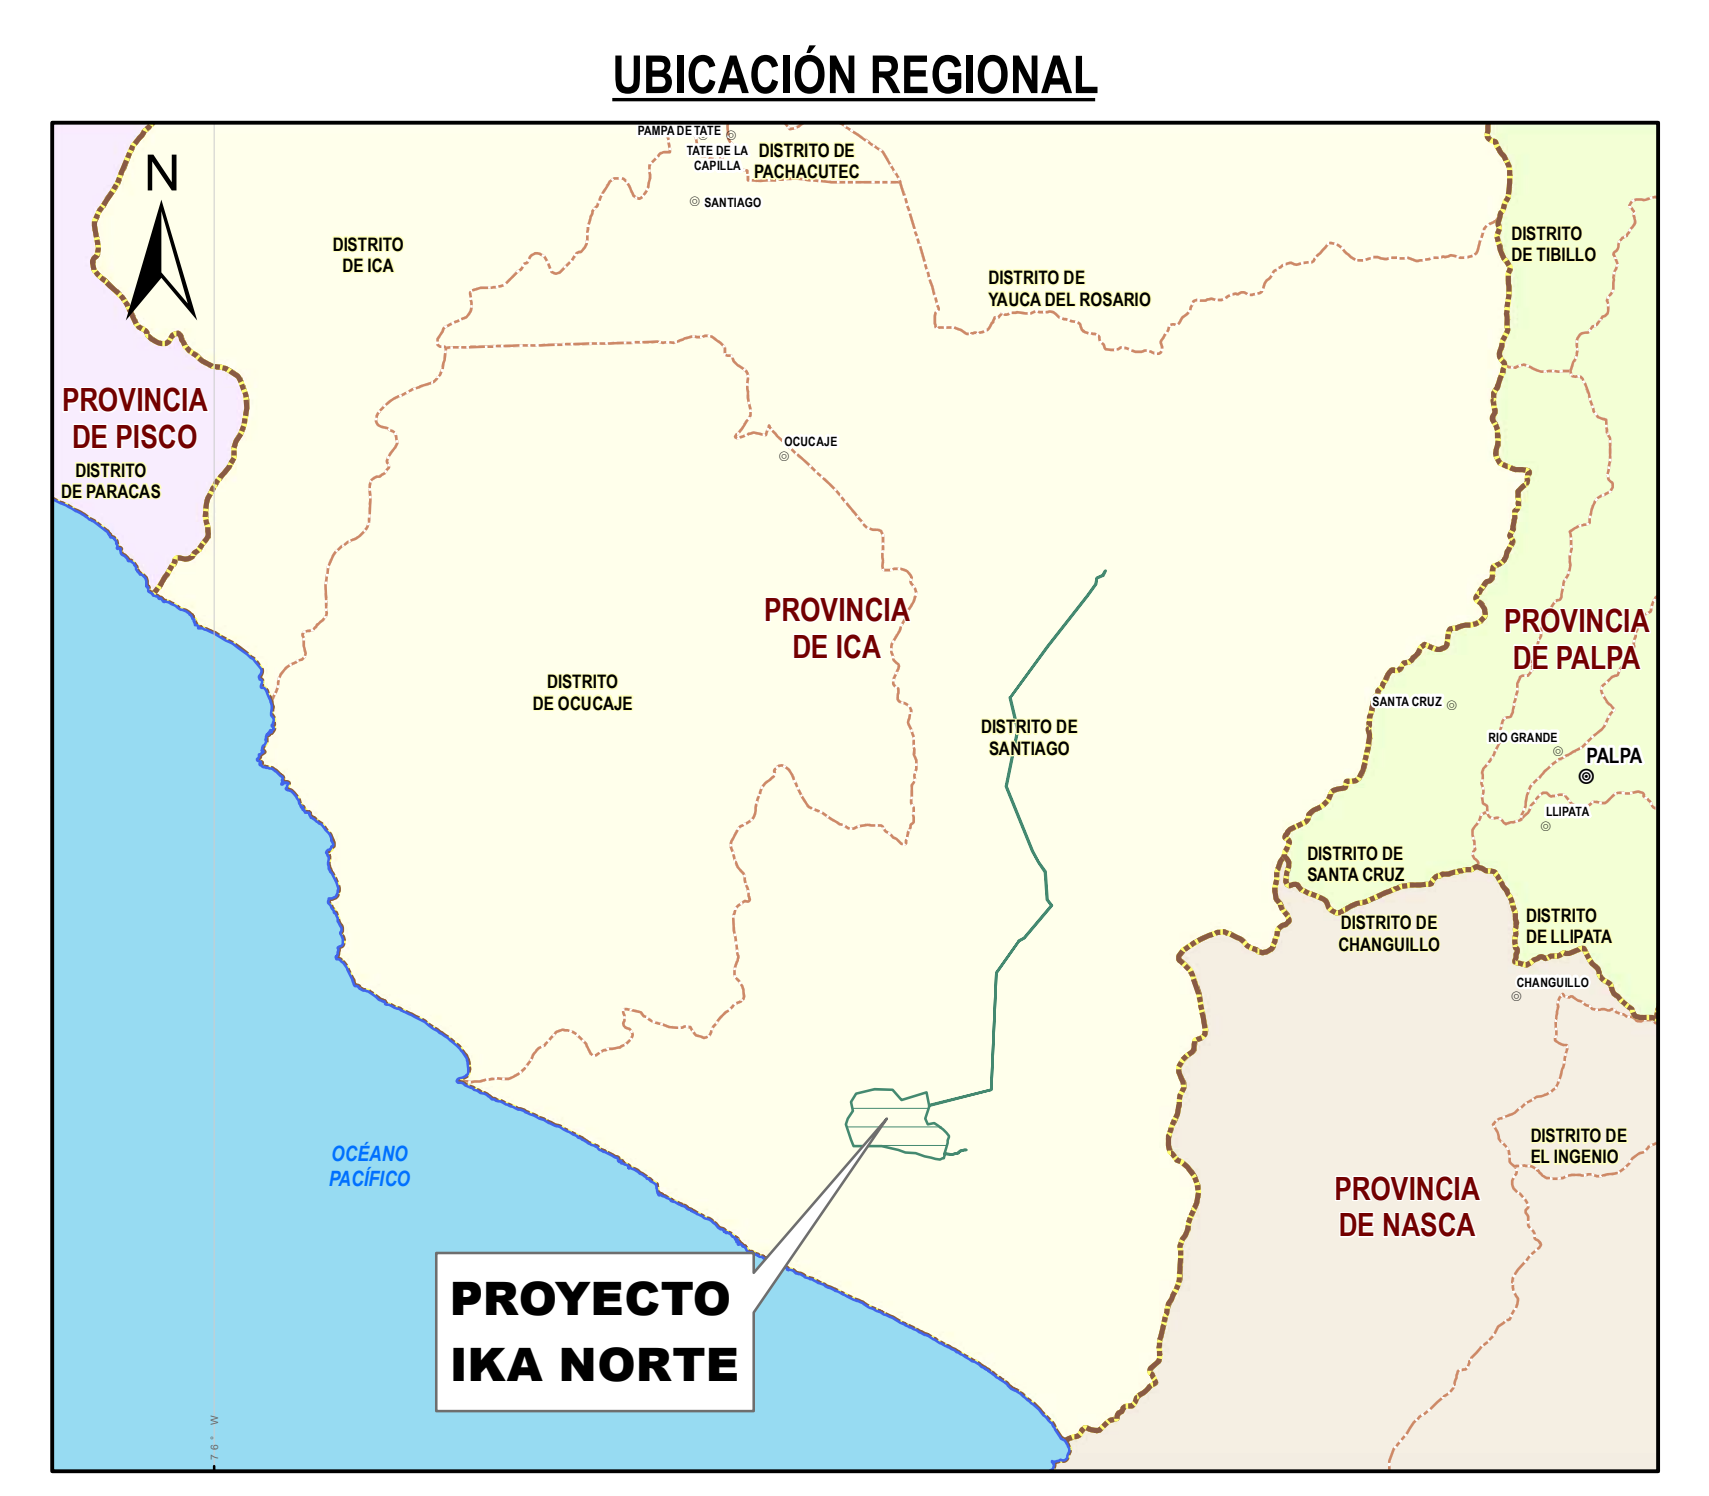 UBICACIÓN REGIONAL
PAMPA DE TATE
TATE DE LA
CAPILLA
DISTRITO DE
PACHACUTEC
N
SANTIAGO
DISTRITO
DE ICA
DISTRITO
DE TIBILLO
DISTRITO DE
YAUCA DEL ROSARIO
PROVINCIA
DE PISCO
DISTRITO
DE PARACAS
OCUCAJE
PROVINCIA
DE ICA
PROVINCIA
DE PALPA
DISTRITO
DE OCUCAJE
SANTA CRUZ
DISTRITO DE
SANTIAGO
RIO GRANDE
PALPA
LLIPATA
DISTRITO DE
SANTA CRUZ
DISTRITO DE
CHANGUILLO
DISTRITO
DE LLIPATA
CHANGUILLO
OCÉANO
PACÍFICO
DISTRITO DE
EL INGENIO
PROVINCIA
DE NASCA
PROYECTO
IKA NORTE
76° W